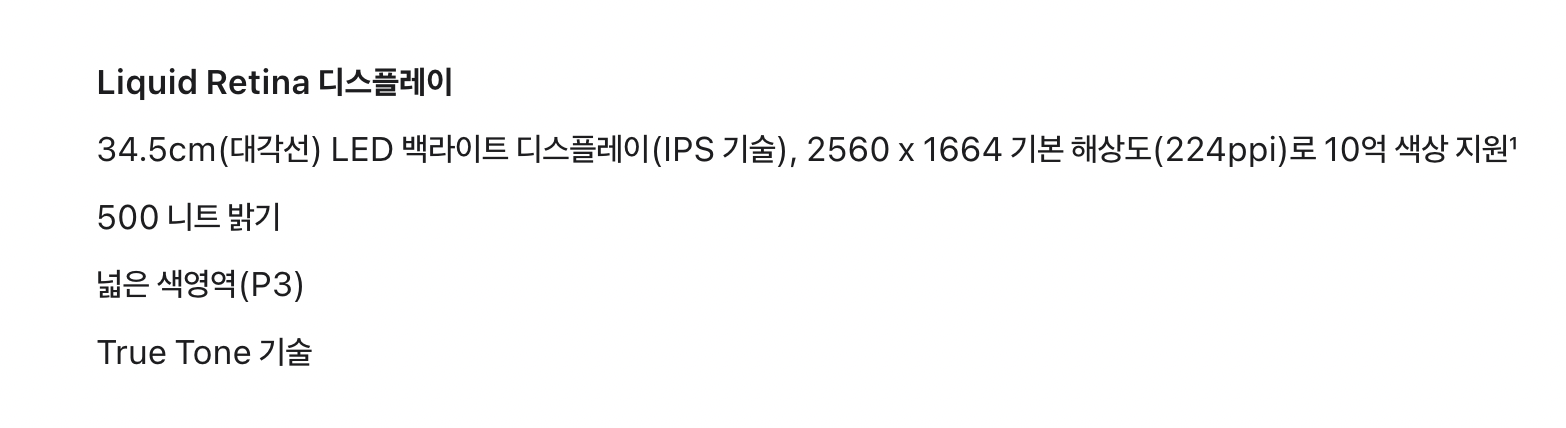 Liquid Retina 디스플레이
34.5cm(대각선) LED 백라이트 디스플레이(IPS 기술), 2560 x 1664 기본 해상도(224ppi)로 10억 색상 지원¹
500 니트 밝기
넓은 색영역(P3)
True Tone 기술